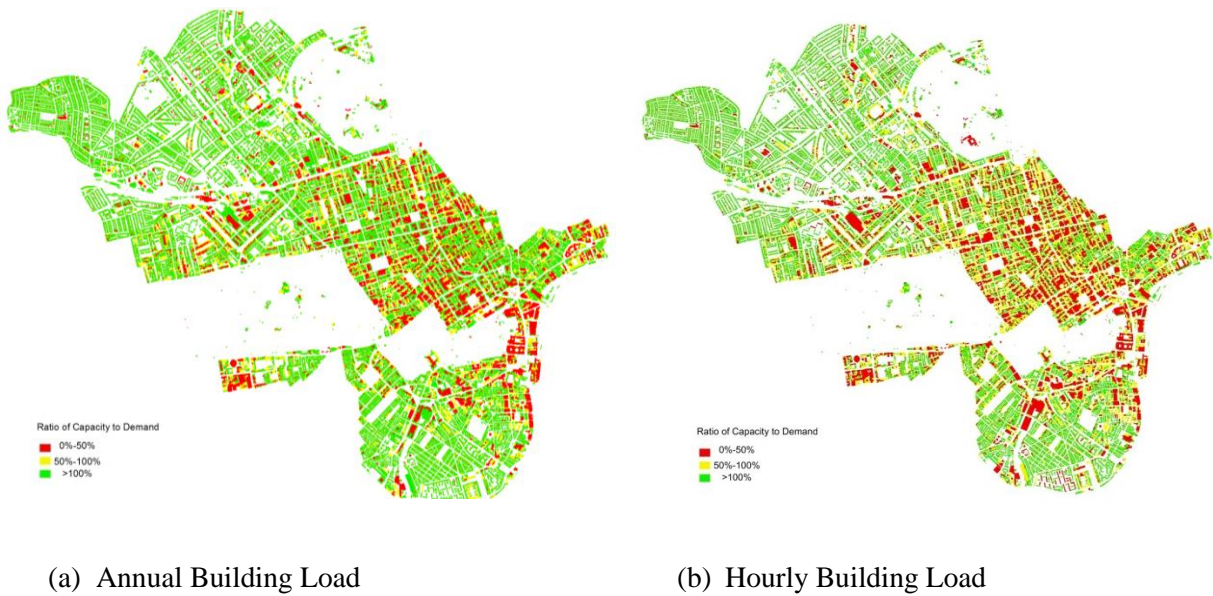 Ratio of Capacity to Demand
0%-50%
50%-100%
>100%
Ratio of Capacity to Demand
0%-50%
50%-100%
>100%
(a) Annual Building Load
(b) Hourly Building Load